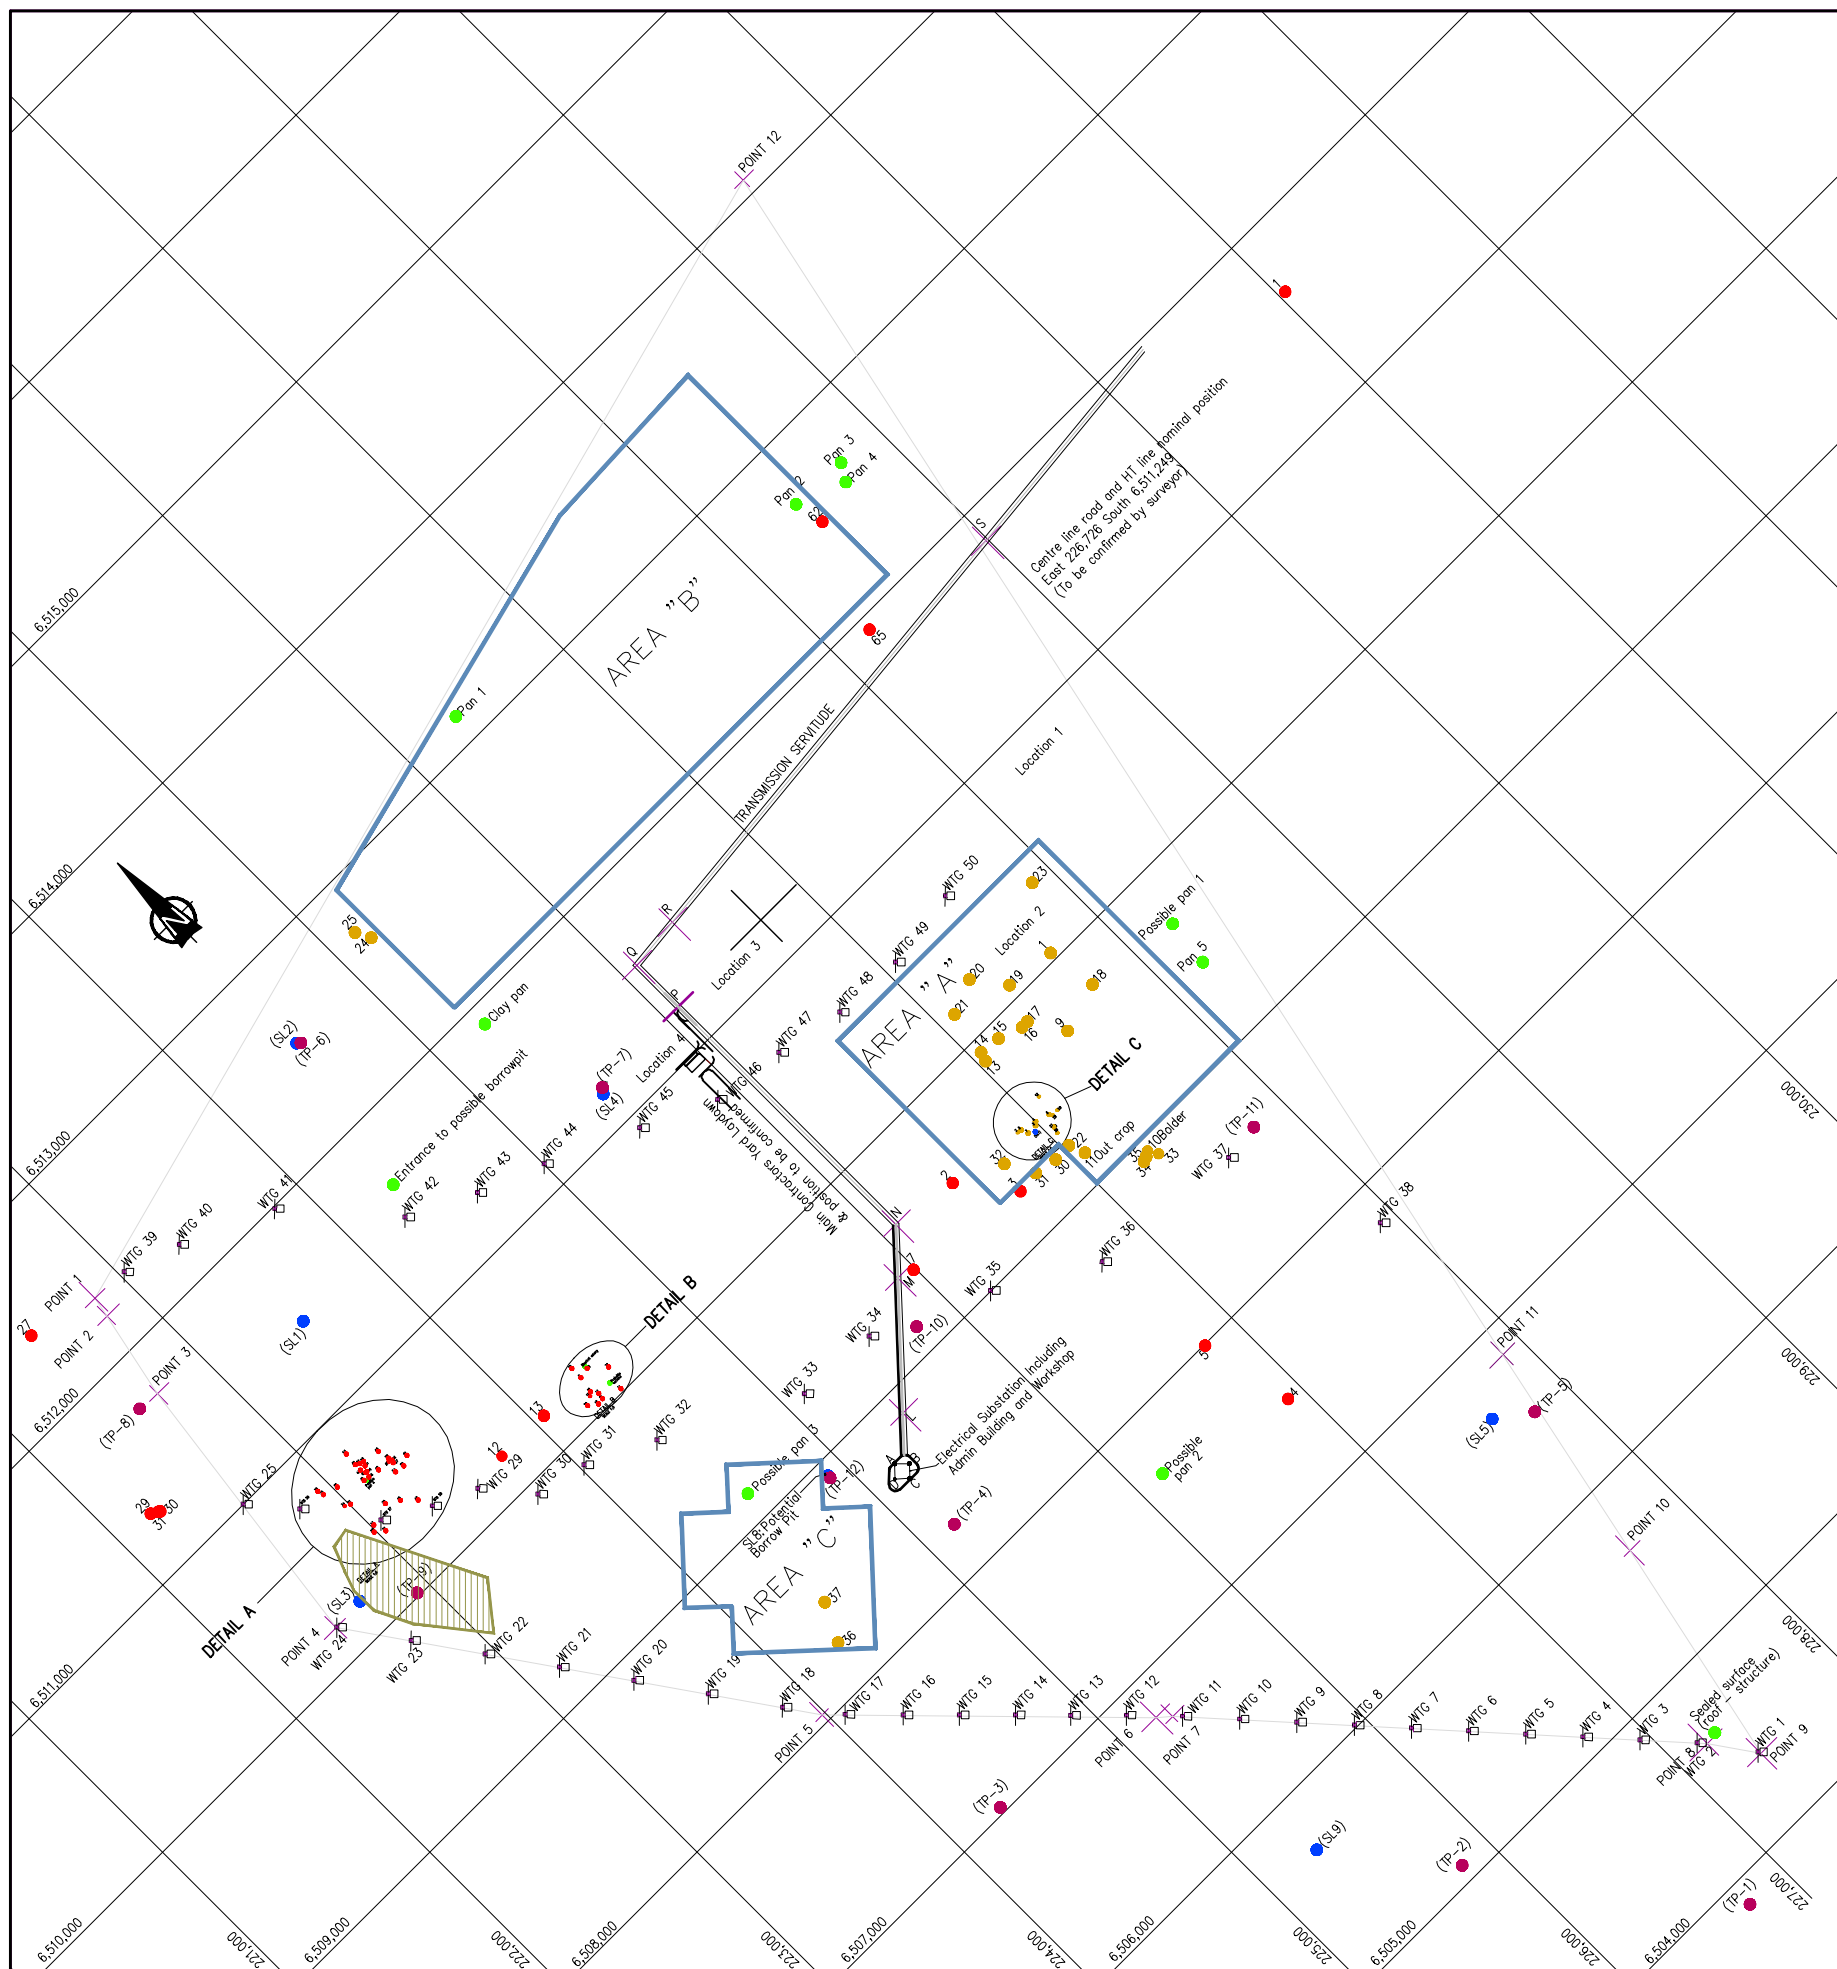 POINT 12
1
Centre line road and HT line nominal position
East 226,726 South 6,511,249
(To be confirmed by surveyor)
S
Pan 3
Pan 4
Pan 2
62
AREA "B"
65
6,515,000
Pan 1
TRANSMISSION SERVITUDE
Location 1
6,514,000
N
25
24
R
Q
P
Location 3
Clay pan
Location 4
WTG 50
WTG 49
WTG 48
WTG 47
WTG 46
WTG 45
WTG 44
WTG 43
WTG 42
WTG 41
WTG 40
WTG 39
23
Location 2
1
20
19
18
21
AREA "A"
17
16
15
14
13
9
DETAIL C
Possible pan 1
Pan 5
22
11Out crop
10Bolder
35
34
33
32
31
30
2
3
(TP-11)
WTG 37
WTG 38
WTG 36
WTG 35
(SL2)
(TP-6)
(TP-7)
(SL4)
Entrance to possible borrowpit
Main Contractors Yard Laydown
& position to be confirmed
6,513,000
230,000
N
7
M
(TP-10)
WTG 34
WTG 33
L
POINT 1
POINT 2
POINT 3
27
(SL1)
(TP-8)
6,512,000
DETAIL B
13
12
WTG 32
WTG 31
WTG 30
WTG 29
WTG 25
29
30
31
Electrical Substation Including
Admin Building and Workshop
A
B
C
D
5
4
229,000
POINT 11
(TP-5)
(SL5)
Possible
pan 2
POINT 10
Possible pan 3
(TP-12)
SL8:Potential
Borrow Pit
AREA "C"
37
36
(TP-4)
(TP-9)
(SL3)
DETAIL A
POINT 4
WTG 24
WTG 23
WTG 22
WTG 21
WTG 20
WTG 19
WTG 18
POINT 5
WTG 17
WTG 16
WTG 15
WTG 14
WTG 13
WTG 12
POINT 6
POINT 7
WTG 11
WTG 10
WTG 9
WTG 8
WTG 7
WTG 6
WTG 5
WTG 4
WTG 3
Sealed surface
(roof - structure)
POINT 8
WTG 2
WTG 1
POINT 9
228,000
6,511,000
(TP-3)
(SL9)
(TP-2)
(TP-1)
227,000
6,510,000
221,000
6,509,000
222,000
6,508,000
223,000
6,507,000
224,000
6,506,000
225,000
6,505,000
226,000
6,504,000